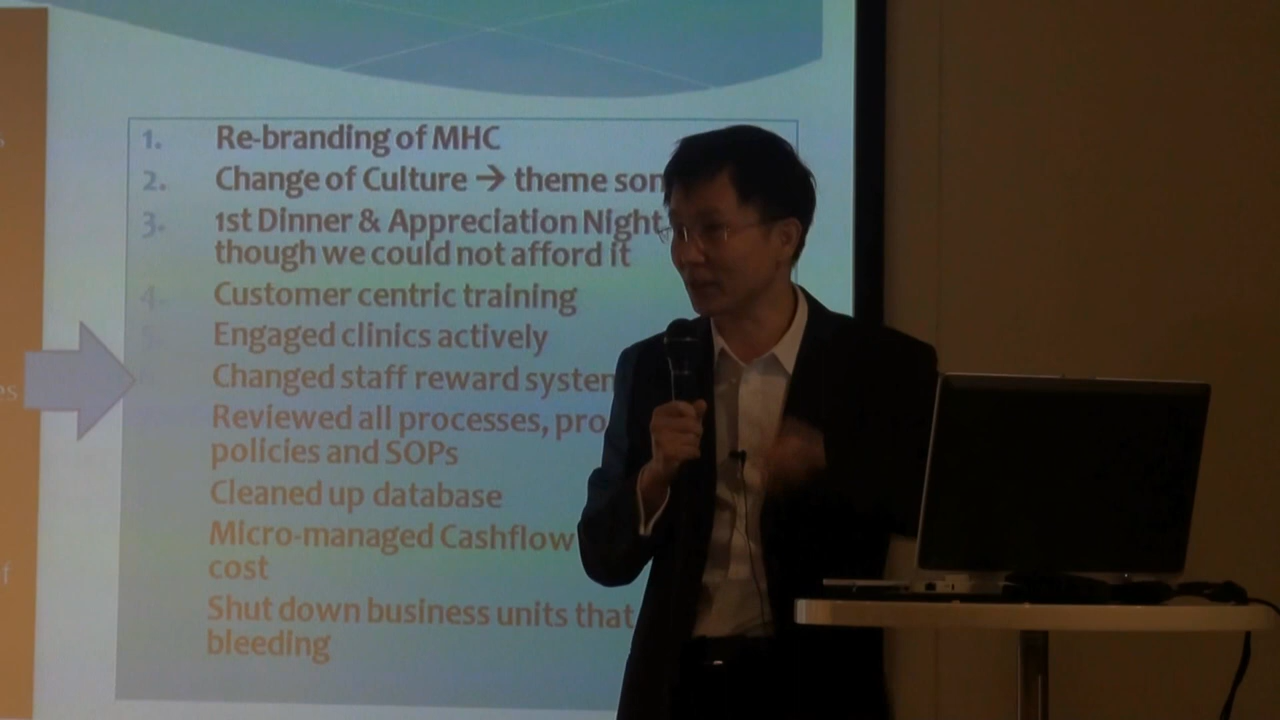 1. Re-branding of MHC
2. Change of Culture → theme son
3. 1st Dinner & Appreciation Night
though we could not afford it
4. Customer centric training
Engaged clinics actively
Changed staff reward system
Reviewed all processes, pro
policies and SOPs
Cleaned up database
Micro-managed Cashflow
cost
Shut down business units that
bleeding
es
f